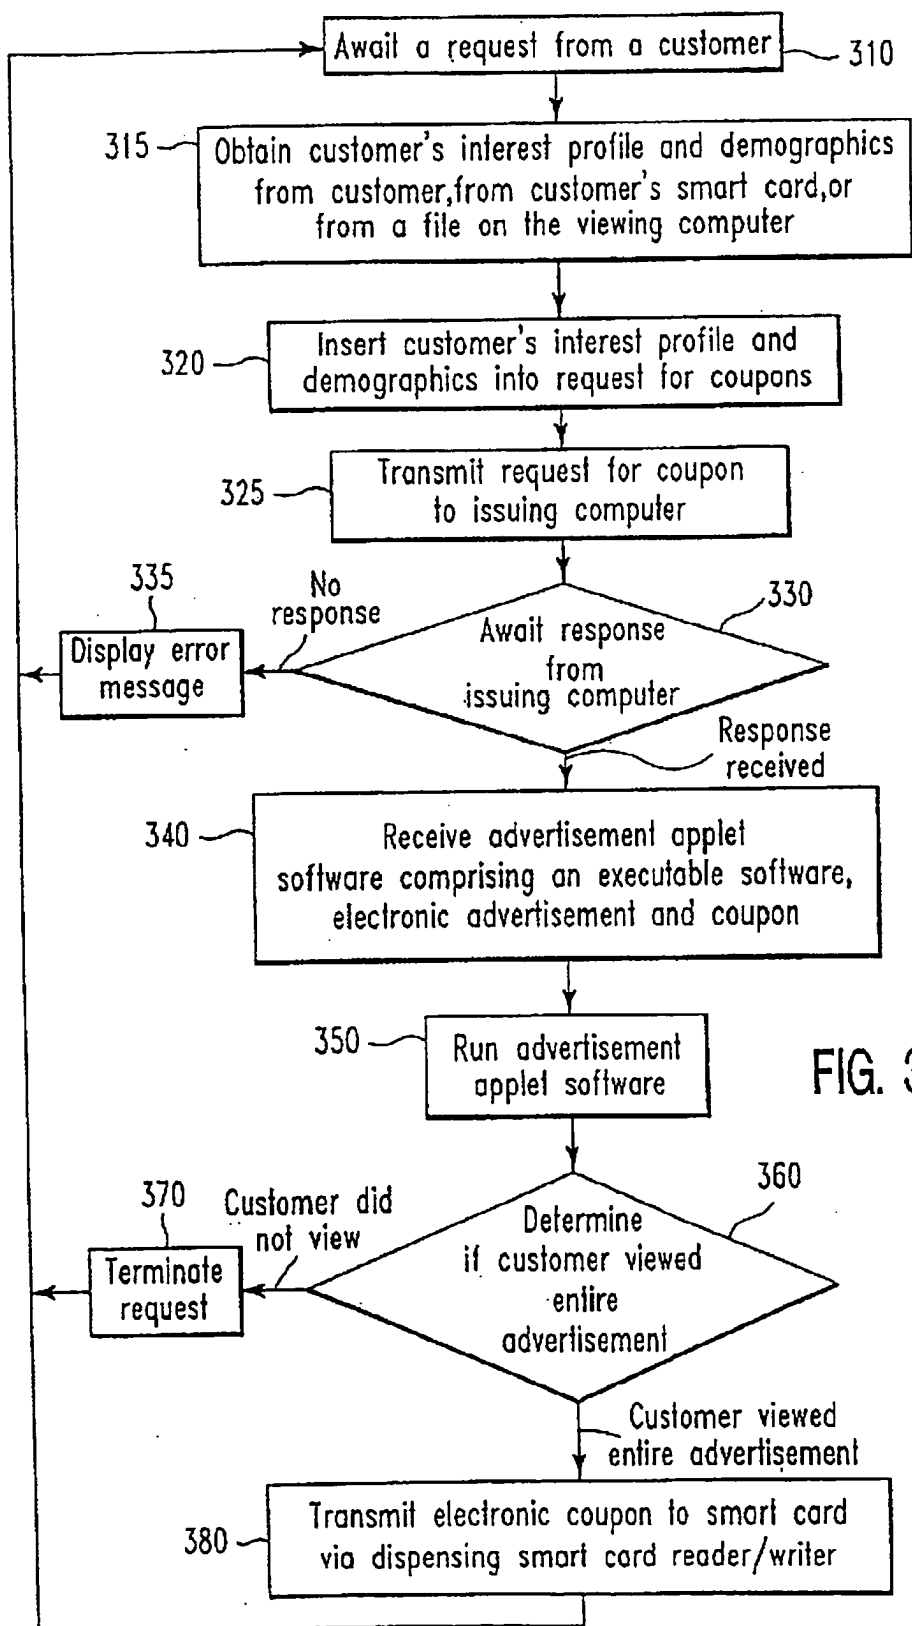 Await a request from a customer
310
315
Obtain customer's interest profile and demographics
from customer,from customer's smart card,or
from a file on the viewing computer
320
Insert customer's interest profile and
demographics into request for coupons
325
Transmit request for coupon
to issuing computer
335
No
response
330
Display error
message
Await response
from
issuing computer
Response
received
340
Receive advertisement applet
software comprising an executable software,
electronic advertisement and coupon
350
Run advertisement
applet software
FIG. 3
370
Customer did
not view
360
Terminate
request
Determine
if customer viewed
entire
advertisement
Customer viewed
entire advertisement
380
Transmit electronic coupon to smart card
via dispensing smart card reader/writer